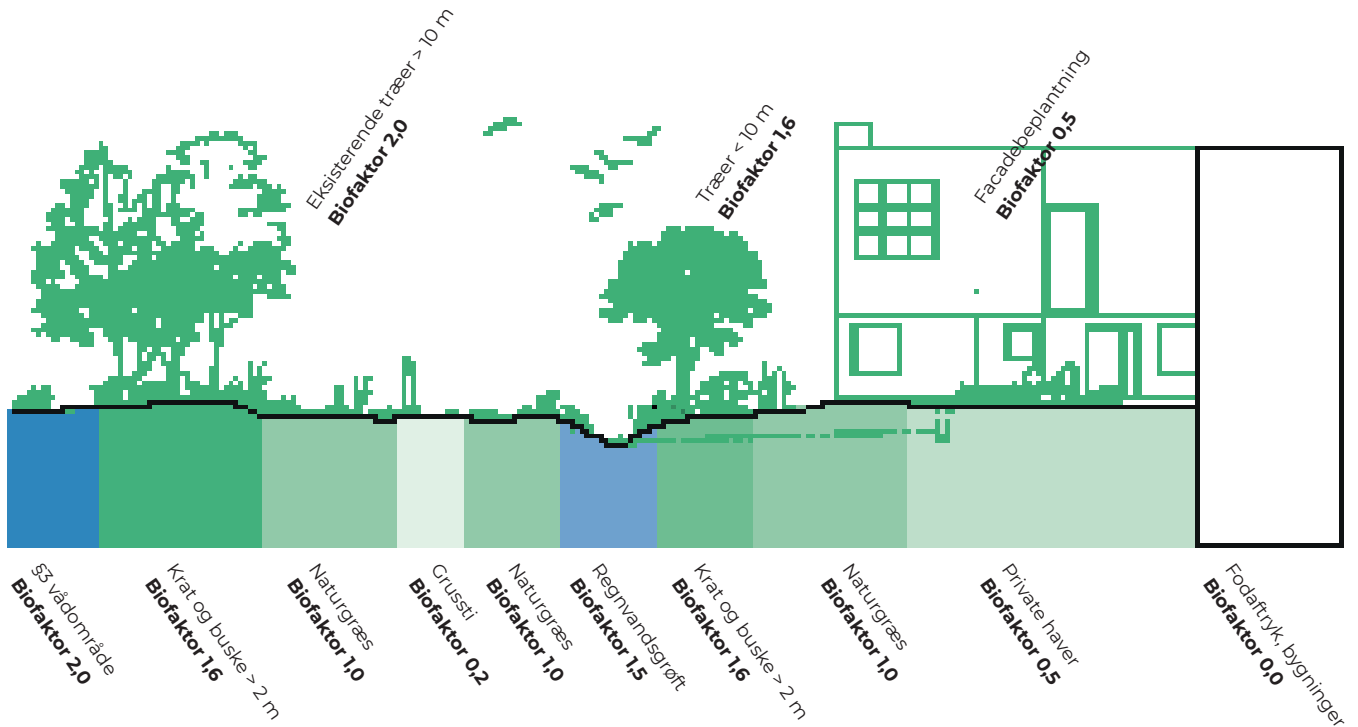 Eksisterende træer > 10 m
Biofaktor 2,0
Træer < 10 m
Biofaktor 1,6
Facadebeplantning
Biofaktor 0,5
§3 vådområde
Biofaktor 2,0
Krat og buske > 2 m
Biofaktor 1,6
Naturgræs
Biofaktor 1,0
Grussti
Biofaktor 0,2
Naturgræs
Biofaktor 1,0
Regnvandsgrøft
Biofaktor 1,5
Krat og buske > 2 m
Biofaktor 1,6
Naturgræs
Biofaktor 1,0
Private haver
Biofaktor 0,5
Fodaftryk, bygninger
Biofaktor 0,0